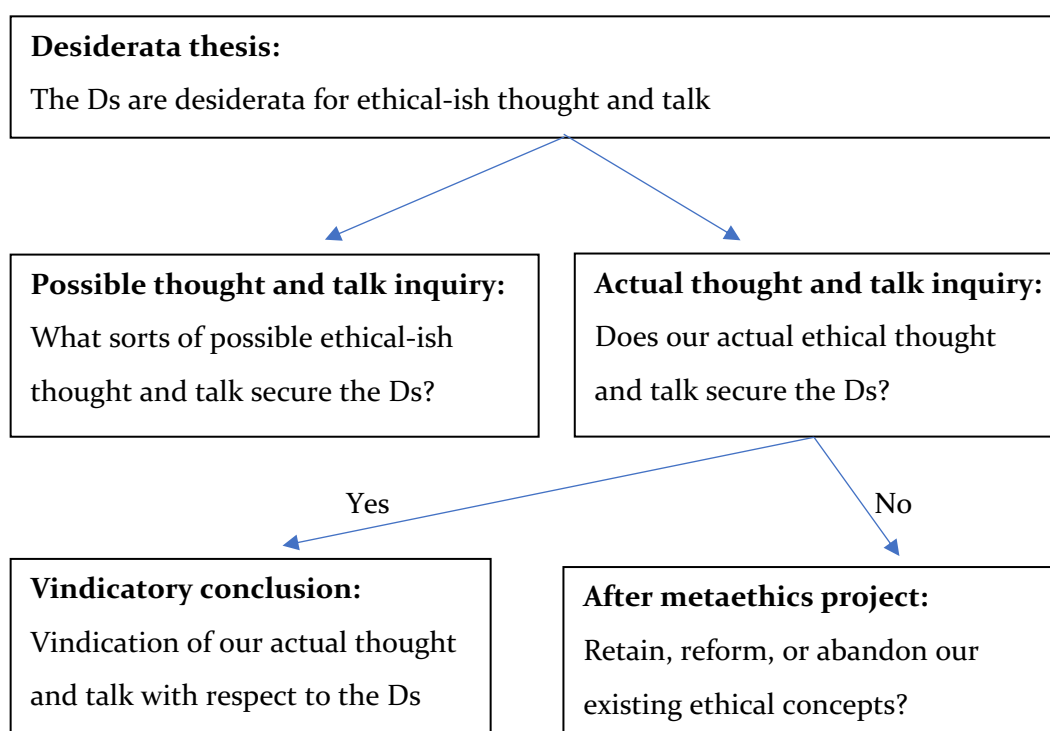 Desiderata thesis:
The Ds are desiderata for ethical-ish thought and talk
Possible thought and talk inquiry:
What sorts of possible ethical-ish
thought and talk secure the Ds?
Actual thought and talk inquiry:
Does our actual ethical thought
and talk secure the Ds?
Yes
No
Vindicatory conclusion:
Vindication of our actual thought
and talk with respect to the Ds
After metaethics project:
Retain, reform, or abandon our
existing ethical concepts?